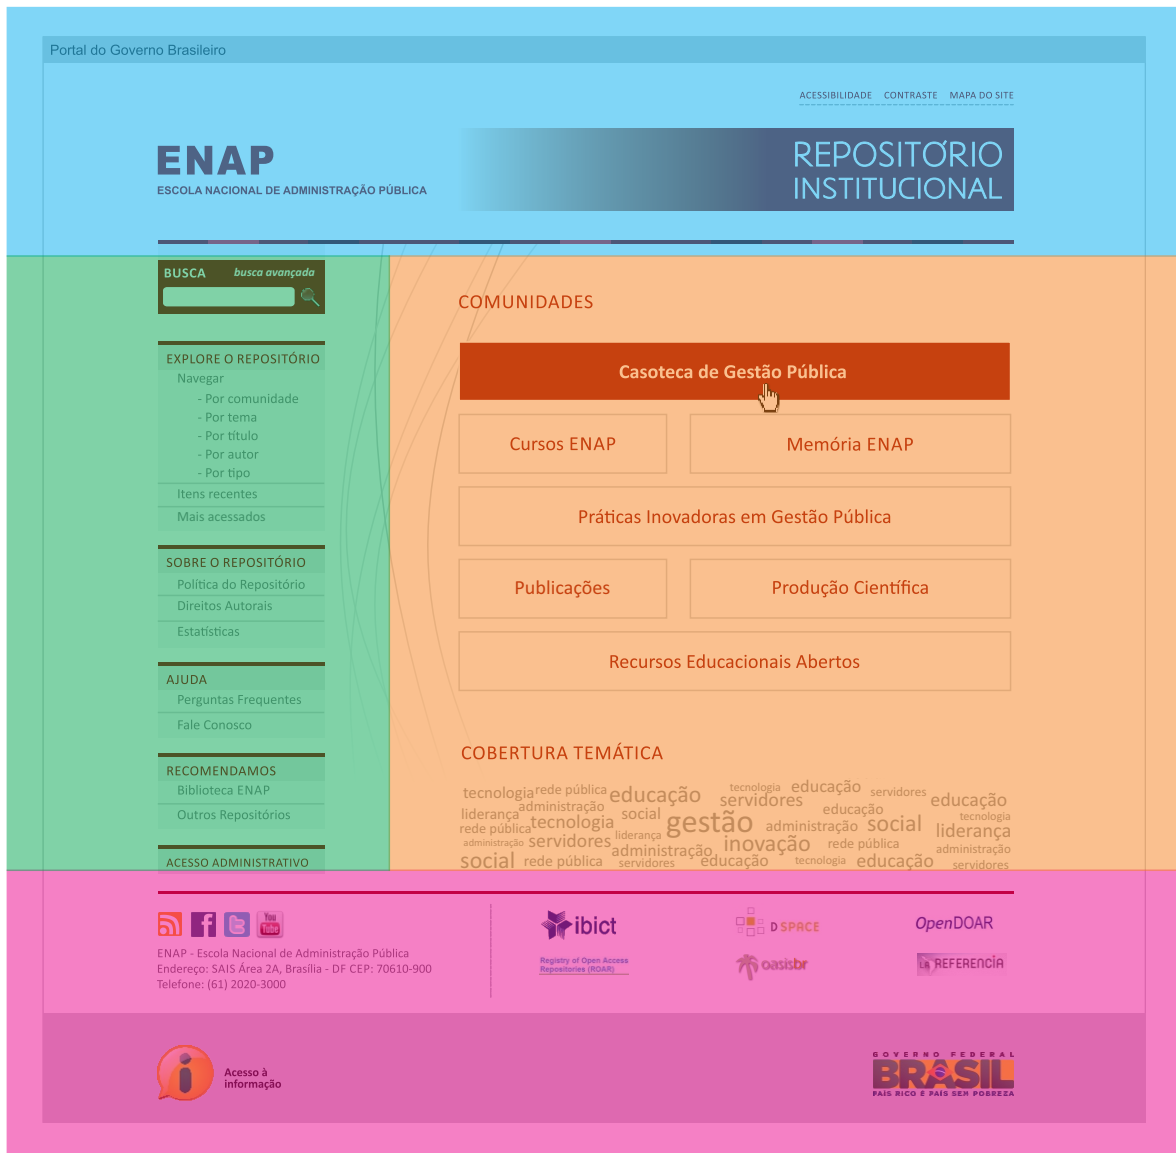 Portal do Governo Brasileiro
ACESSIBILIDADE CONTRASTE MAPA DO SITE
ENAP
ESCOLA NACIONAL DE ADMINISTRAÇÃO PÚBLICA
REPOSITÓRIO
INSTITUCIONAL
BUSCA busca avançada
EXPLORE O REPOSITÓRIO
Navegar
- Por comunidade
- Por tema
- Por título
- Por autor
- Por tipo
Itens recentes
Mais acessados
SOBRE O REPOSITÓRIO
Política do Repositório
Direitos Autorais
Estatísticas
AJUDA
Perguntas Frequentes
Fale Conosco
RECOMENDAMOS
Biblioteca ENAP
Outros Repositórios
ACESSO ADMINISTRATIVO
COMUNIDADES
Casoteca de Gestão Pública
Cursos ENAP Memória ENAP
Práticas Inovadoras em Gestão Pública
Publicações Produção Científica
Recursos Educacionais Abertos
COBERTURA TEMÁTICA
tecnologia rede pública educação tecnologia educação servidores educação
liderança administração social servidores educação tecnologia
rede pública tecnologia liderança gestão administração social liderança
administração servidores administração inovação rede pública administração
social rede pública servidores educação tecnologia educação servidores
You
Tube
ENAP - Escola Nacional de Administração Pública
Endereço: SAIS Área 2A, Brasília - DF CEP: 70610-900
Telefone: (61) 2020-3000
ibict
D SPACE
OpenDOAR
Registry of Open Access
Repositories (ROAR)
oasisbr
LA REFERENCIA
Acesso à
informação
GOVERNO FEDERAL
BRASIL
PAÍS RICO É PAÍS SEM POBREZA